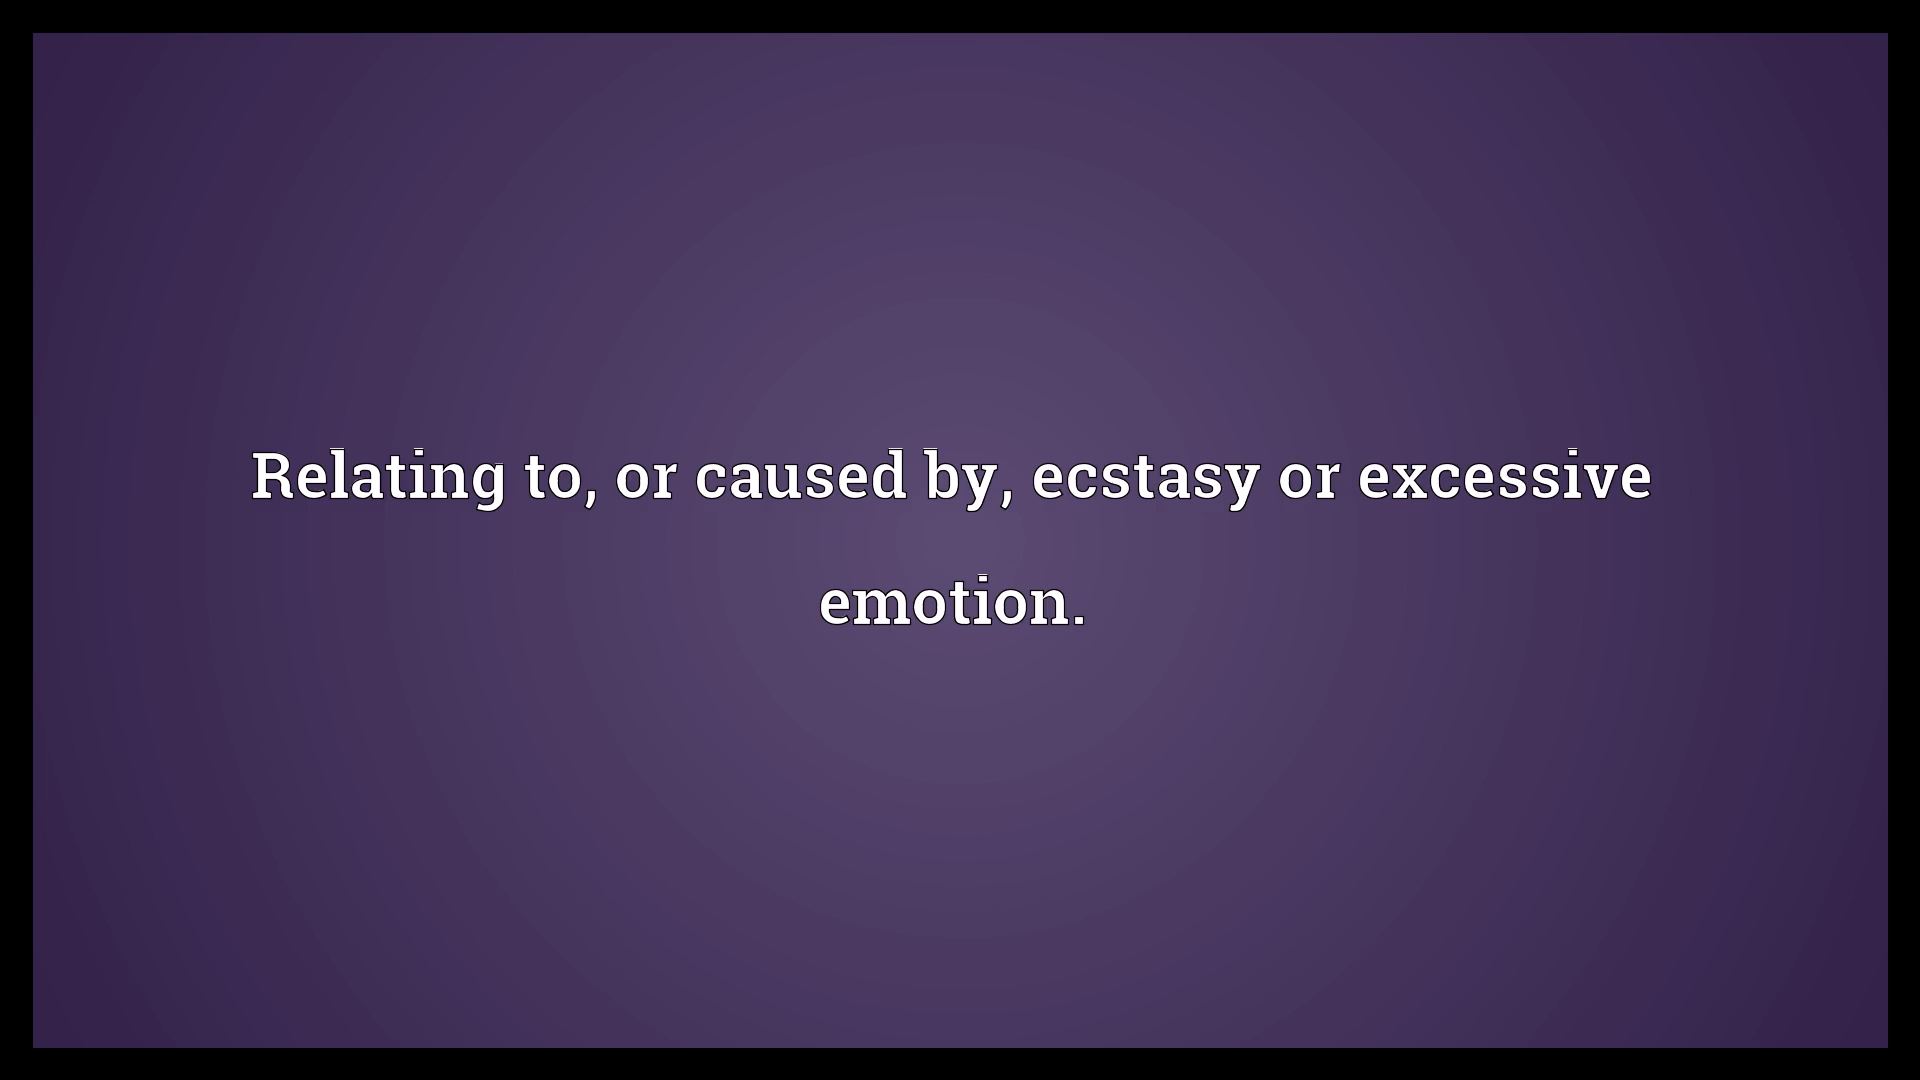 Relating to, or caused by, ecstasy or excessive
emotion.